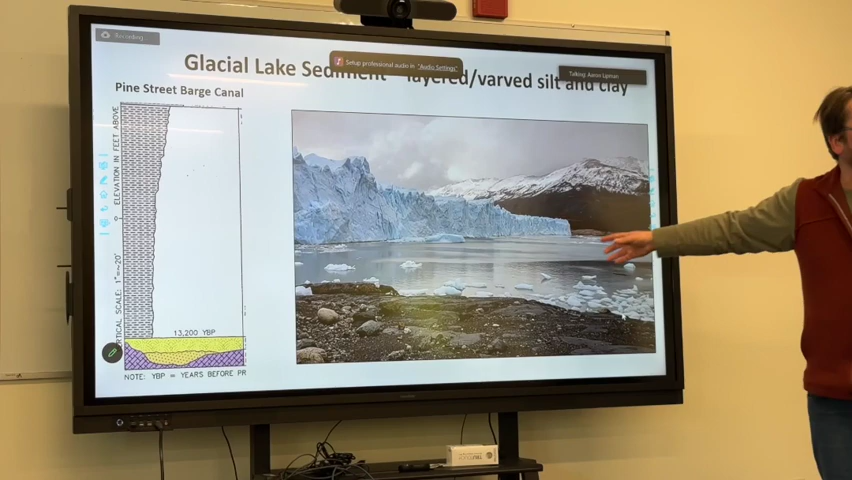 Recording
Setup professional audio in "Audio Settings"
Talking: Aaron Lipman
Glacial Lake Sediment layered/varved silt and clay
Pine Street Barge Canal
ELEVATION IN FEET ABOVE
0
VERTICAL SCALE: 1"=~20'
13,200 YBP
NOTE: YBP = YEARS BEFORE PR